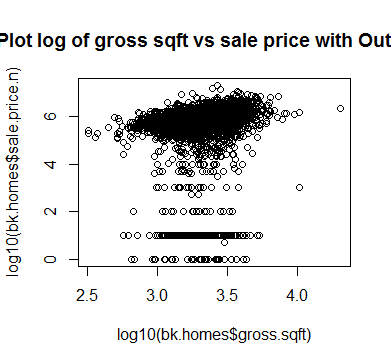 Plot log of gross sqft vs sale price with Out
log10(bk.homes$sale.price.n)
6
4
2
0
2.5 3.0 3.5 4.0
log10(bk.homes$gross.sqft)